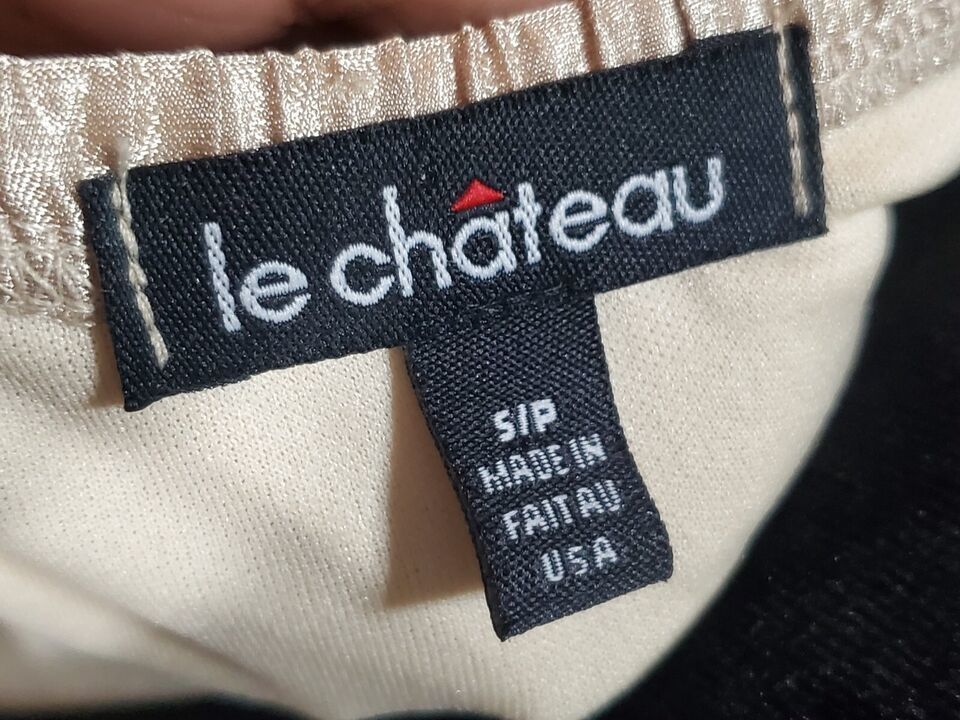 le château
S/P
MADE IN
FAIT AU
USA